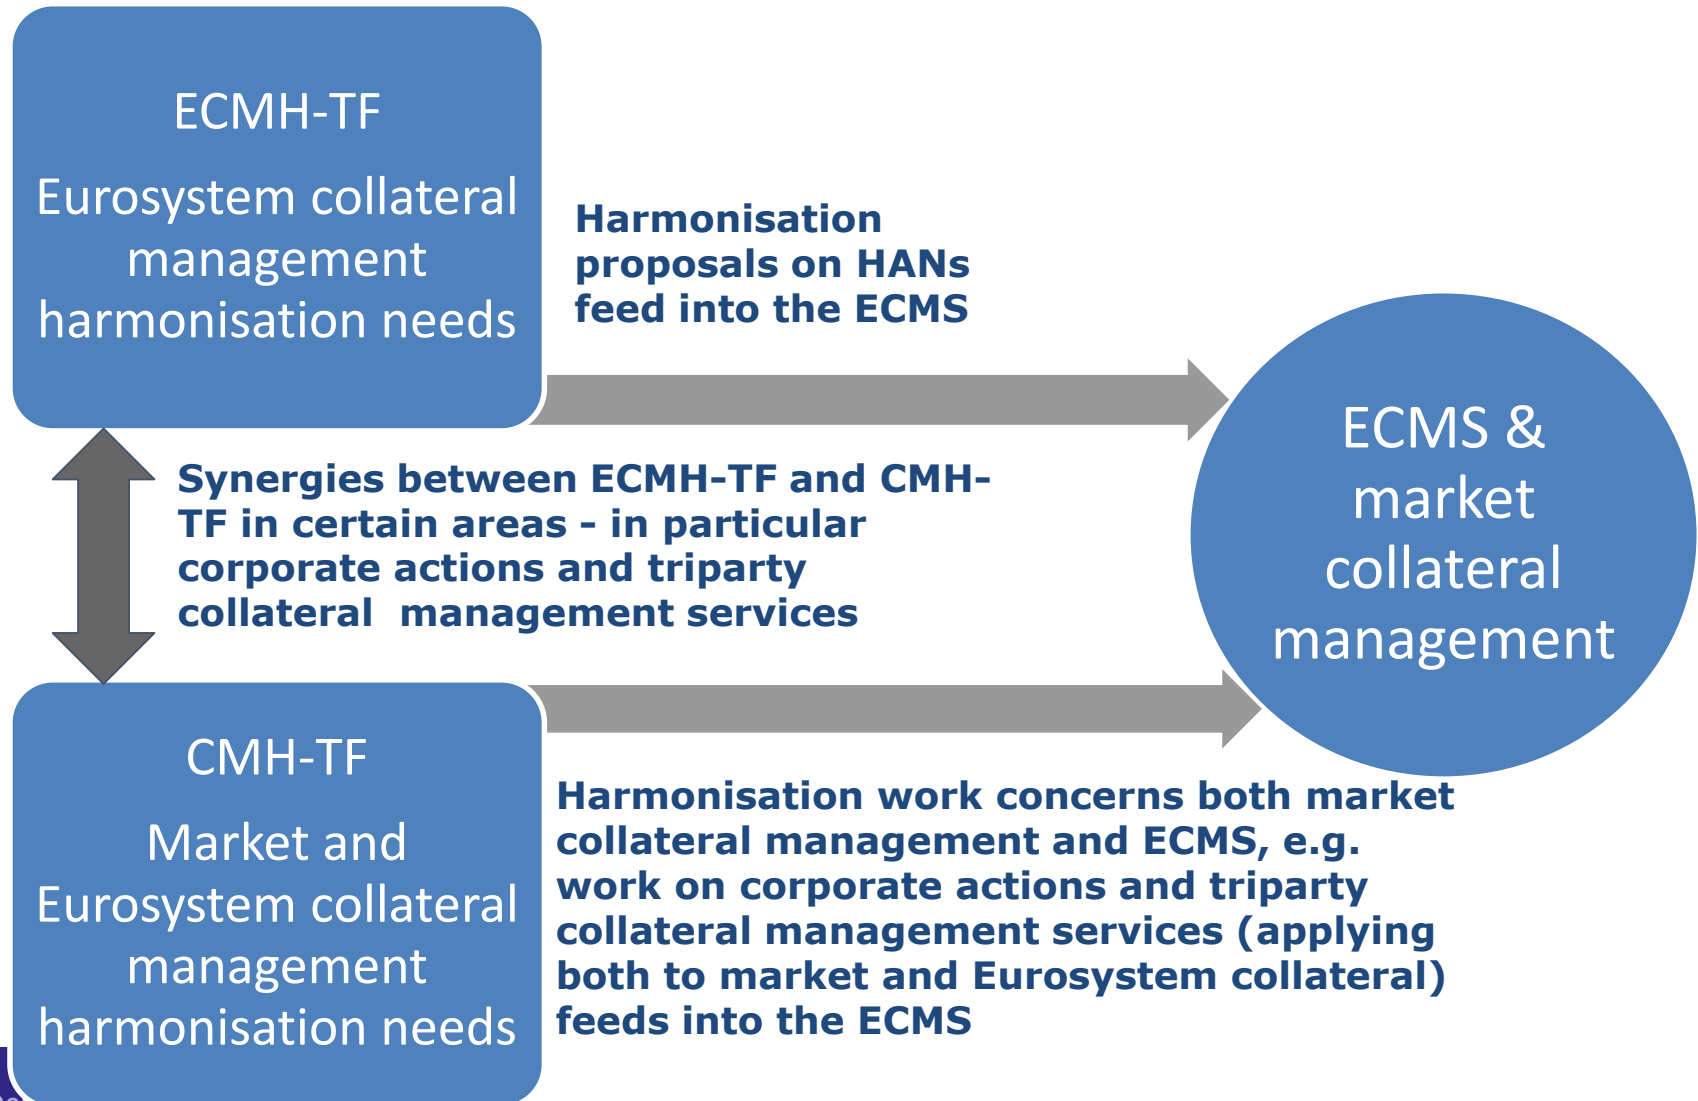 ECMH-TF
Eurosystem collateral
management
harmonisation needs
Harmonisation
proposals on HANs
feed into the ECMS
ECMS &
market
collateral
management
Synergies between ECMH-TF and CMH-
TF in certain areas - in particular
corporate actions and triparty
collateral  management services
CMH-TF
Market and
Eurosystem collateral
management
harmonisation needs
Harmonisation work concerns both market
collateral management and ECMS, e.g.
work on corporate actions and triparty
collateral management services (applying
both to market and Eurosystem collateral)
feeds into the ECMS